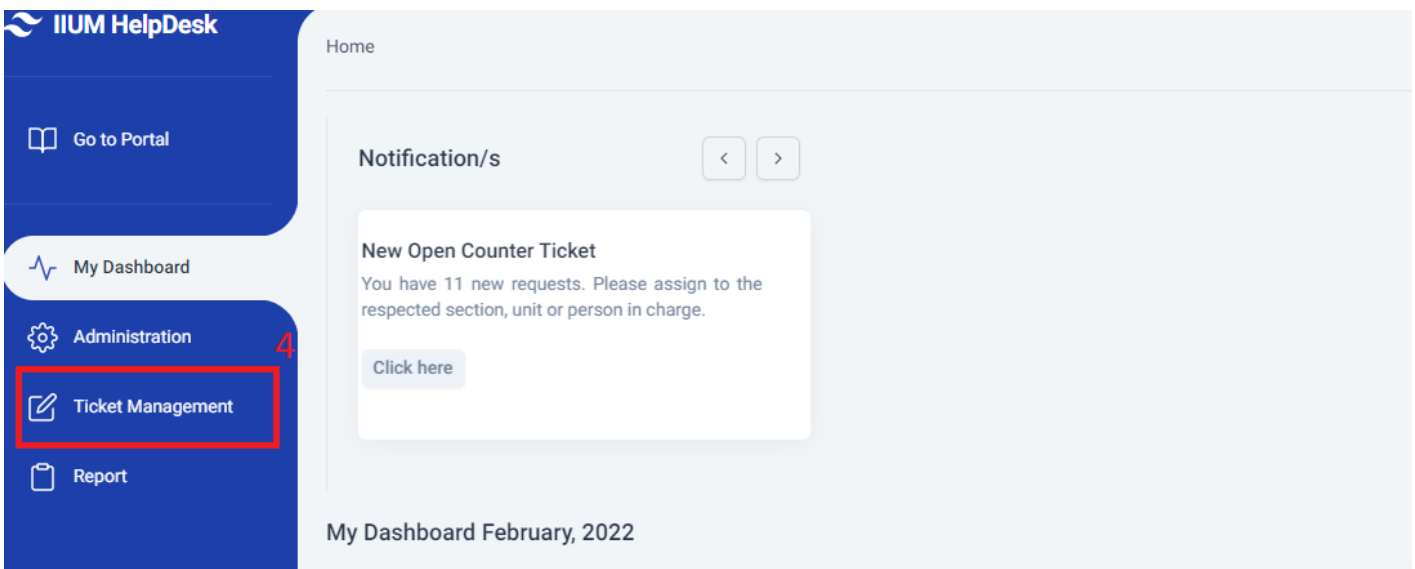 IIUM HelpDesk
Home
Go to Portal
Notification/s
New Open Counter Ticket
You have 11 new requests. Please assign to the
respected section, unit or person in charge.
Click here
My Dashboard
Administration
4
Ticket Management
Report
My Dashboard February, 2022